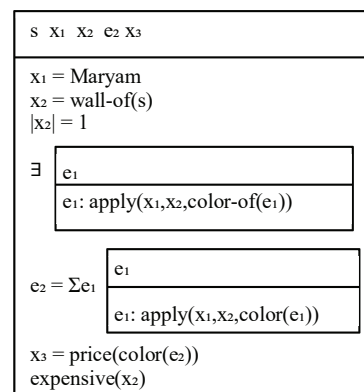 s x₁ x₂ e₂ x₃
x₁ = Maryam
x₂ = wall-of(s)
|x₂| = 1
∃ e₁
e₁: apply(x₁,x₂,color-of(e₁))
e₁
e₂ = Σe₁
e₁: apply(x₁,x₂,color(e₁))
x₃ = price(color(e₂))
expensive(x₂)